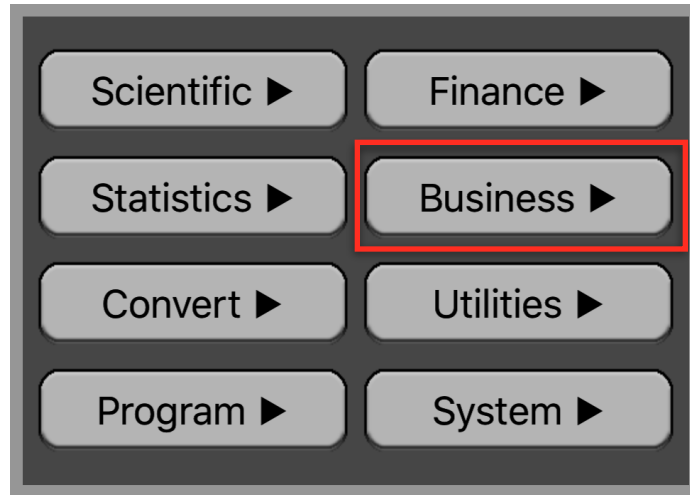 Scientific ▶ Finance ▶
Statistics ▶ Business ▶
Convert ▶ Utilities ▶
Program ▶ System ▶